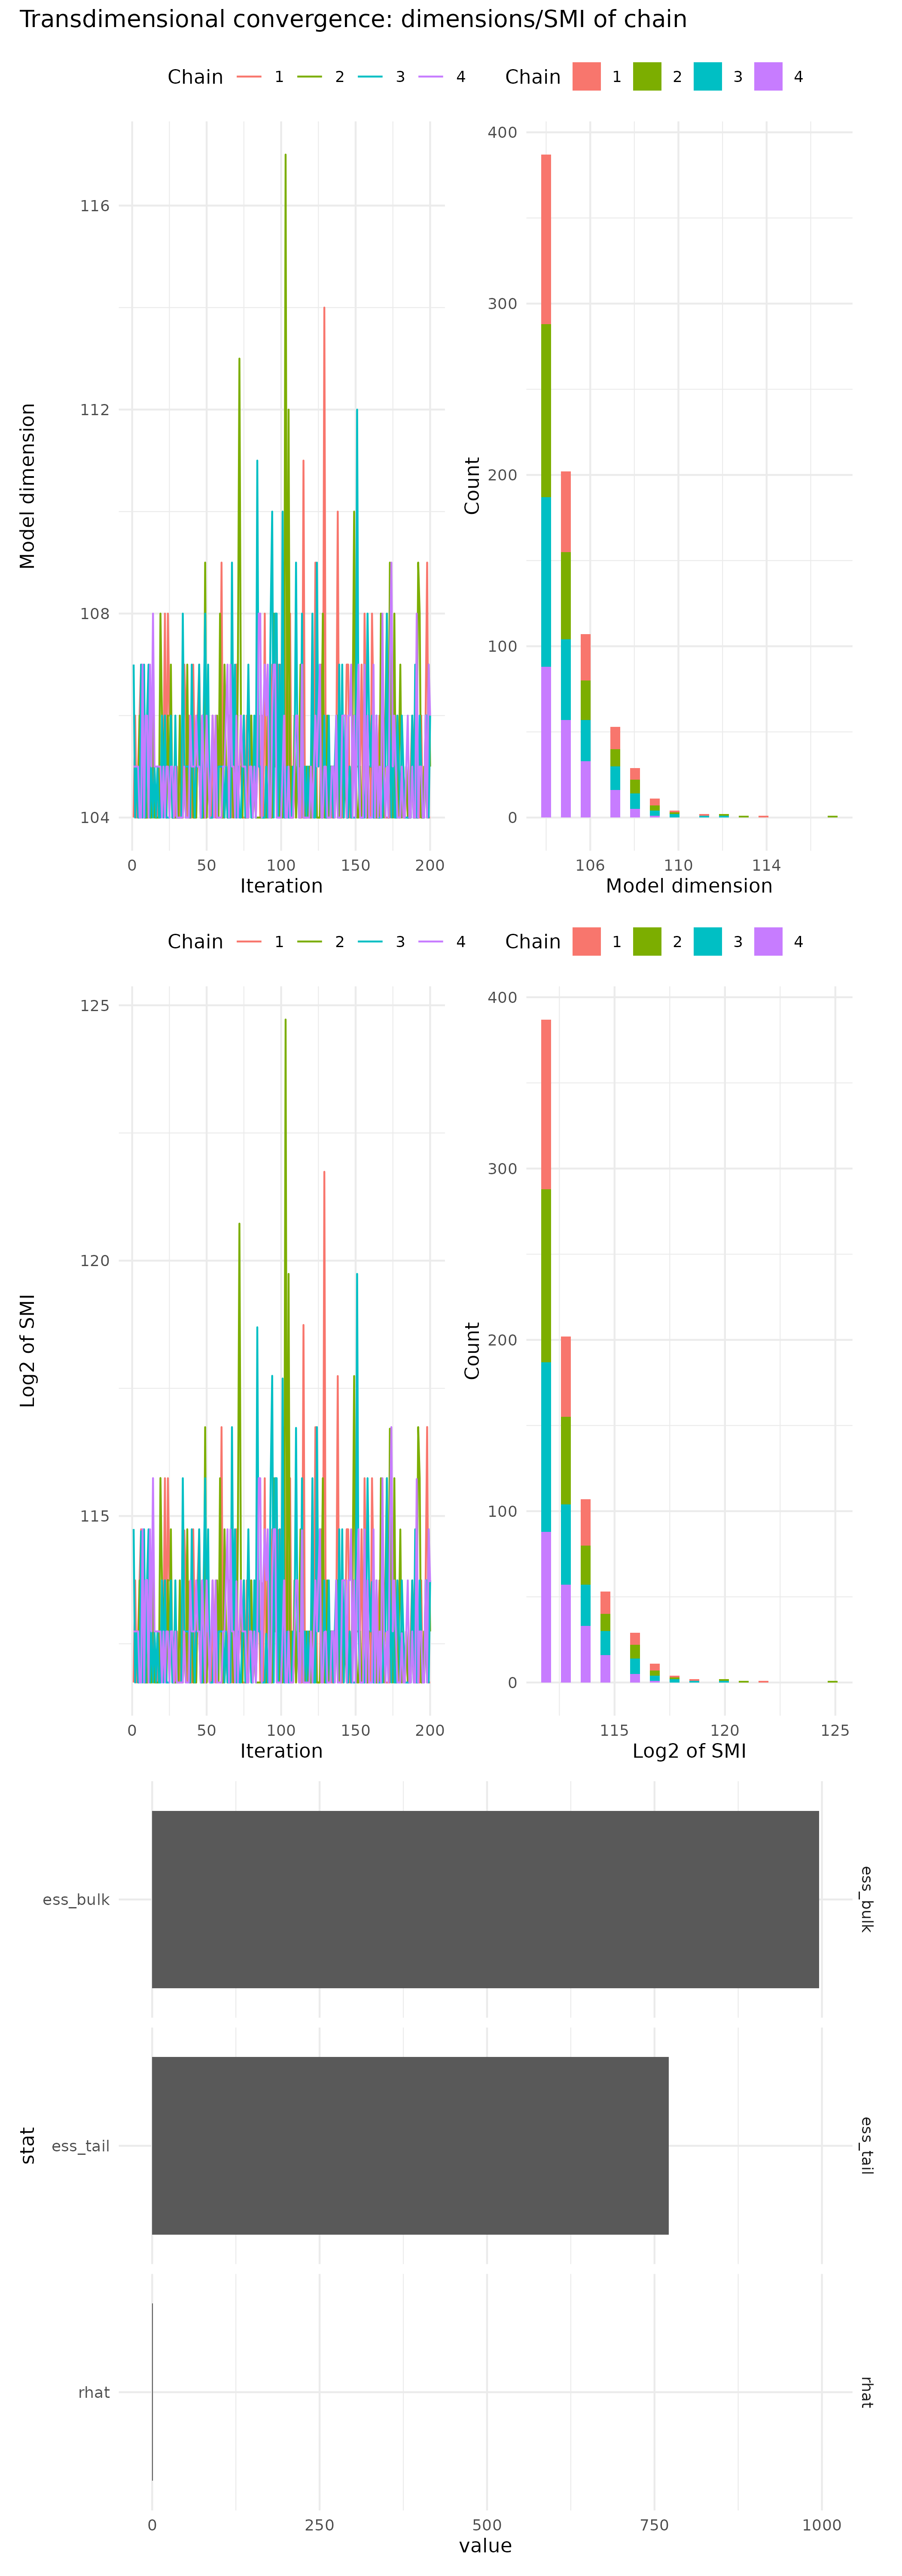 Transdimensional convergence: dimensions/SMI of chain
Chain 1 2 3 4
Chain 1 2 3 4
116
112
108
104
Model dimension
0 50 100 150 200
Iteration
400
300
200
100
0
Count
106 110 114
Model dimension
Chain 1 2 3 4
Chain 1 2 3 4
125
120
115
Log2 of SMI
0 50 100 150 200
Iteration
400
300
200
100
0
Count
115 120 125
Log2 of SMI
ess_bulk
ess_bulk
stat
ess_tail
ess_tail
rhat
rhat
0 250 500 750 1000
value